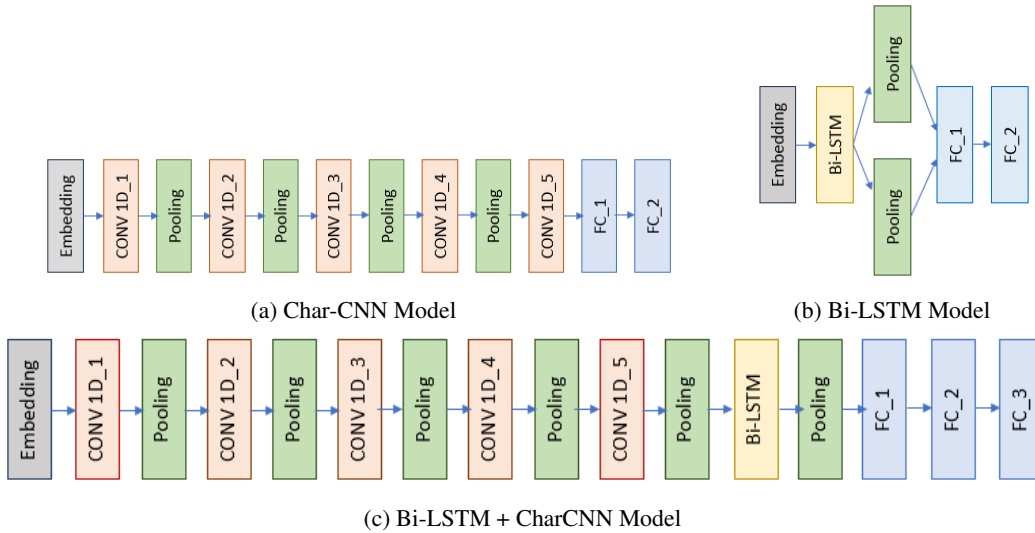 Embedding
CONV 1D_1
Pooling
CONV 1D_2
Pooling
CONV 1D_3
Pooling
CONV 1D_4
Pooling
CONV 1D_5
FC_1
FC_2
(a) Char-CNN Model
Embedding
Bi-LSTM
Pooling
Pooling
FC_1
FC_2
(b) Bi-LSTM Model
Embedding
CONV 1D_1
Pooling
CONV 1D_2
Pooling
CONV 1D_3
Pooling
CONV 1D_4
Pooling
CONV 1D_5
Pooling
Bi-LSTM
Pooling
FC_1
FC_2
FC_3
(c) Bi-LSTM + CharCNN Model